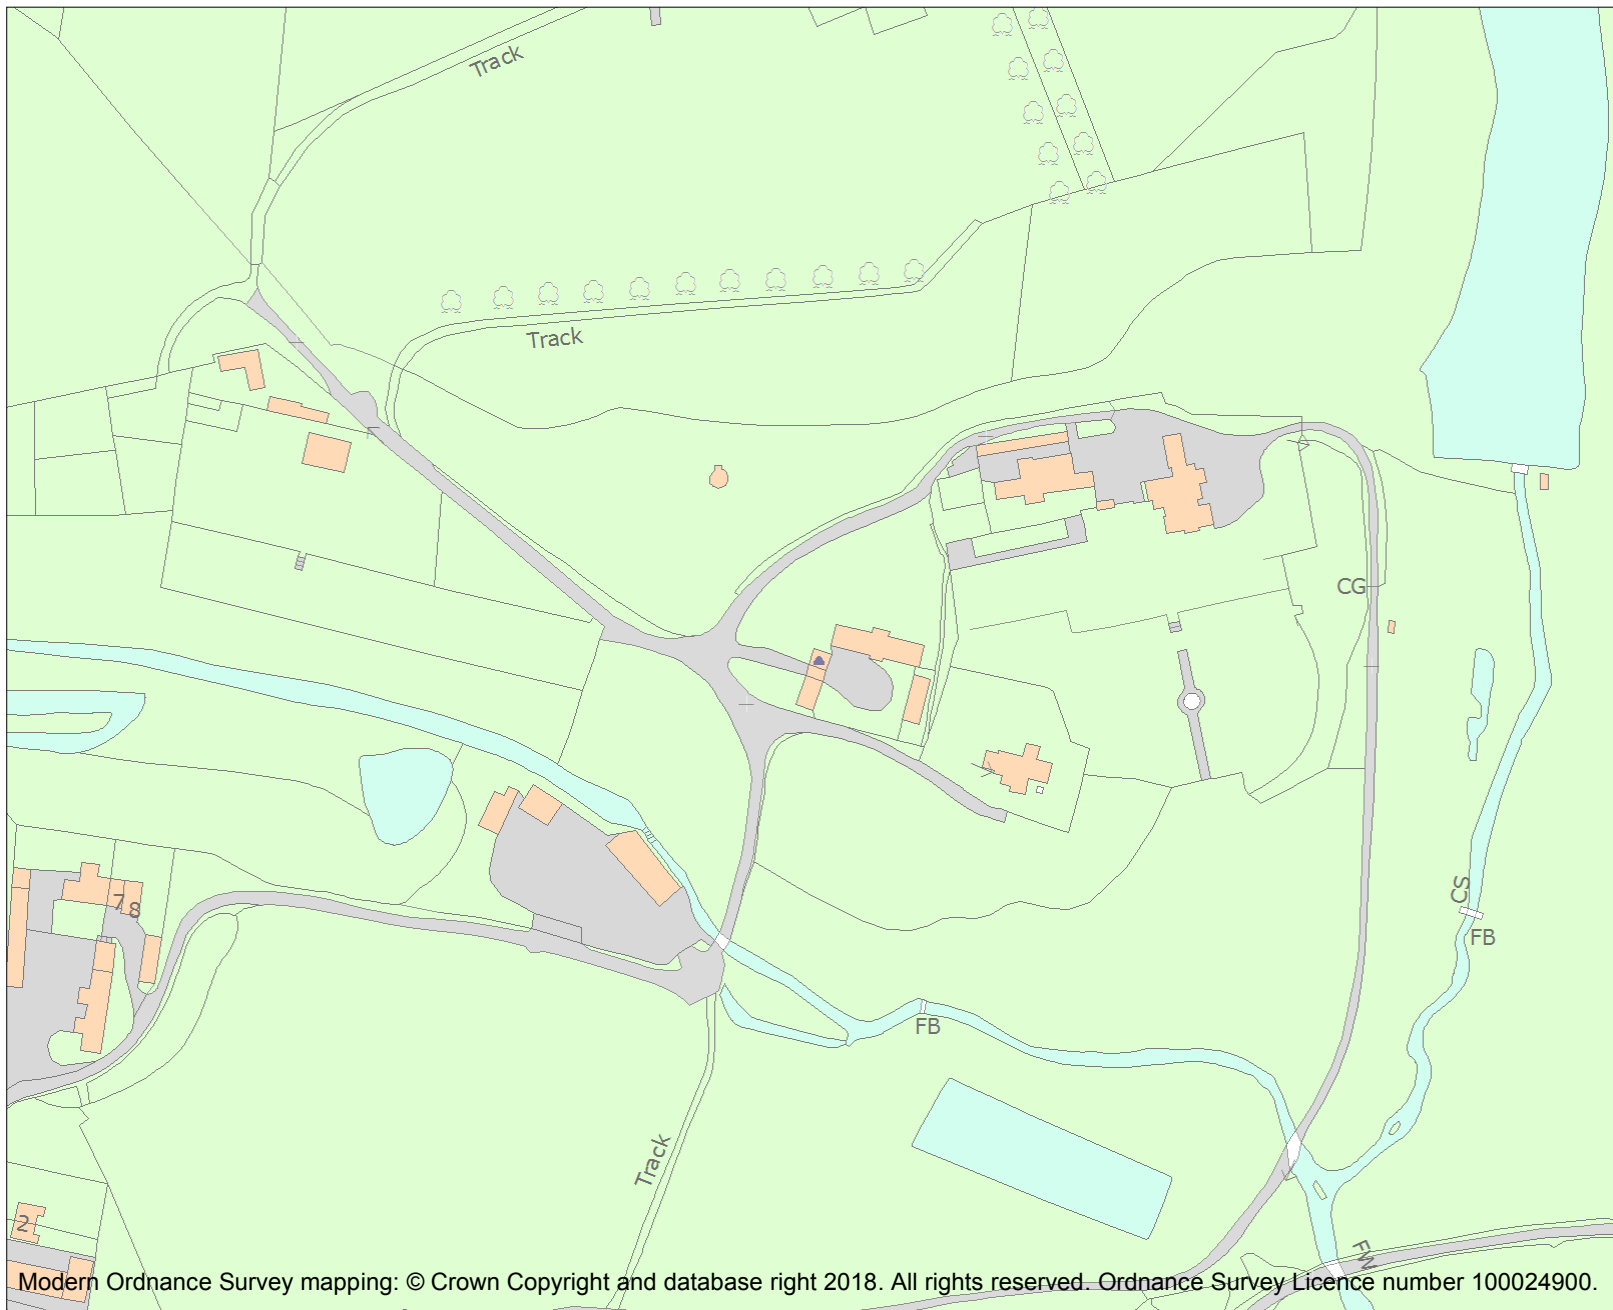 Track
Track
CG
7
8
CS
FB
FB
Track
2
FW
Modern Ordnance Survey mapping: © Crown Copyright and database right 2018. All rights reserved. Ordnance Survey Licence number 100024900.